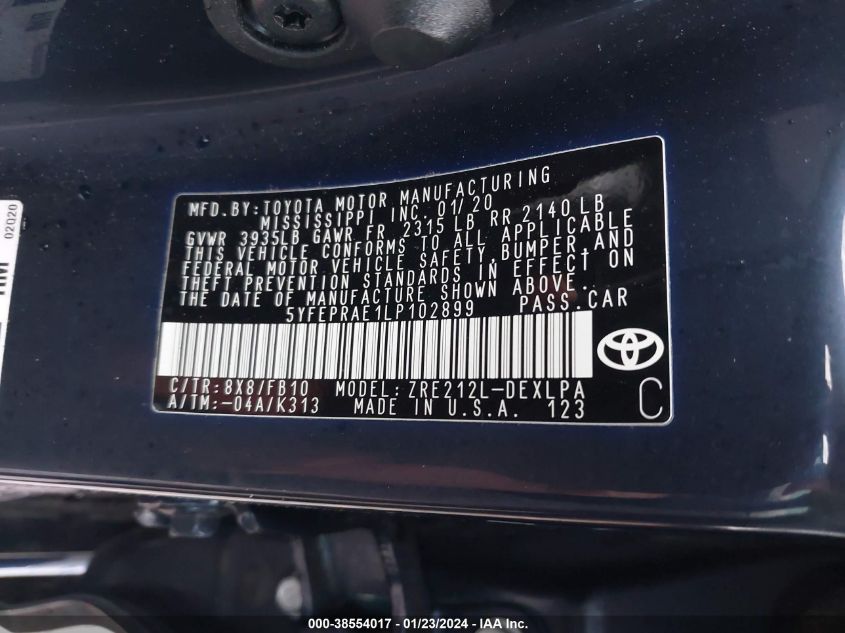 MFD.BY:TOYOTA MOTOR MANUFACTURING
MISSISSIPPI INC. 01/20
GVWR 3935LB GAWR FR 2315 LB RR 2140 LB
THIS VEHICLE CONFORMS TO ALL APPLICABLE
FEDERAL MOTOR VEHICLE SAFETY,BUMPER,AND
THEFT PREVENTION STANDARDS IN EFFECT ON
THE DATE OF MANUFACTURE SHOWN ABOVE.
5YFEPRAE1LP102899 PASS.CAR
C/TR:8X8/FB10 MODEL:ZRE212L-DEXLPA
A/TM:-04A/K313 MADE IN U.S.A. 123
C
02020
000-38554017 - 01/23/2024 - IAA Inc.